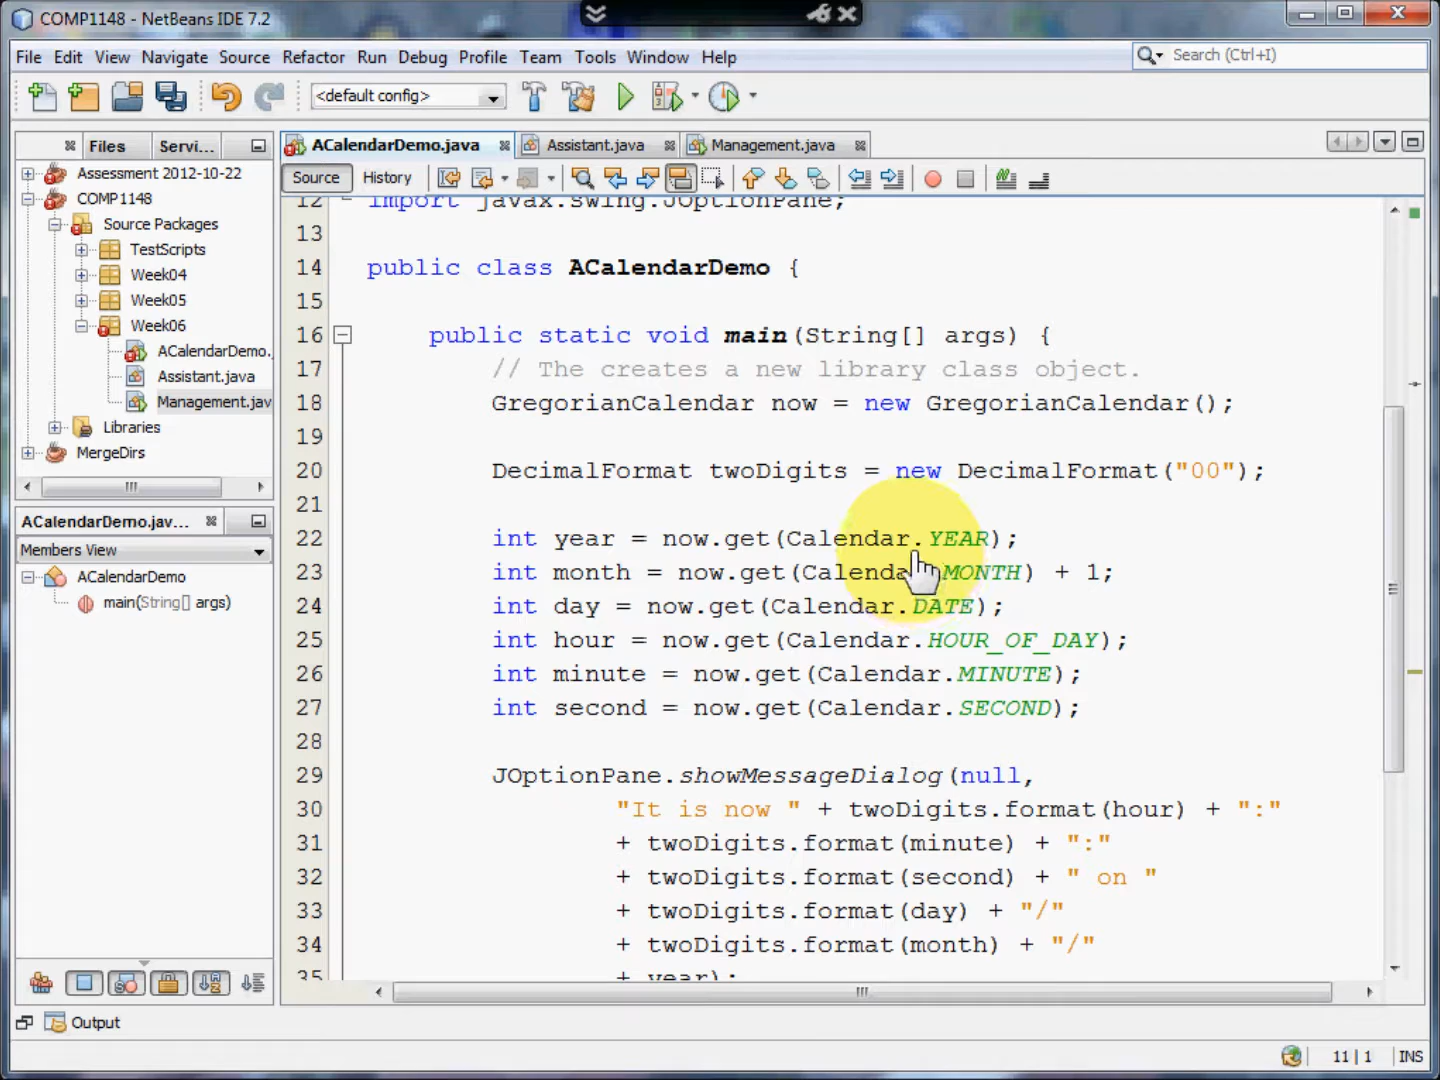 COMP1148 - NetBeans IDE 7.2
File Edit View Navigate Source Refactor Run Debug Profile Team Tools Window Help
Search (Ctrl+I)
<default config>
Files Servi...
Assessment 2012-10-22
COMP1148
Source Packages
TestScripts
Week04
Week05
Week06
ACalendarDemo.
Assistant.java
Management.jav
Libraries
MergeDirs
ACalendarDemo.jav...
Members View
ACalendarDemo
main(String[] args)
ACalendarDemo.java Assistant.java Management.java
Source History
12 import javax.swing.JOptionPane;
13
14 public class ACalendarDemo {
15
16 public static void main(String[] args) {
17 // The creates a new library class object.
18 GregorianCalendar now = new GregorianCalendar();
19
20 DecimalFormat twoDigits = new DecimalFormat("00");
21
22 int year = now.get(Calendar.YEAR);
23 int month = now.get(Calendar.MONTH) + 1;
24 int day = now.get(Calendar.DATE);
25 int hour = now.get(Calendar.HOUR_OF_DAY);
26 int minute = now.get(Calendar.MINUTE);
27 int second = now.get(Calendar.SECOND);
28
29 JOptionPane.showMessageDialog(null,
30 "It is now " + twoDigits.format(hour) + ":"
31 + twoDigits.format(minute) + ":"
32 + twoDigits.format(second) + " on "
33 + twoDigits.format(day) + "/"
34 + twoDigits.format(month) + "/"
35 + year);
Output
11 | 1 INS